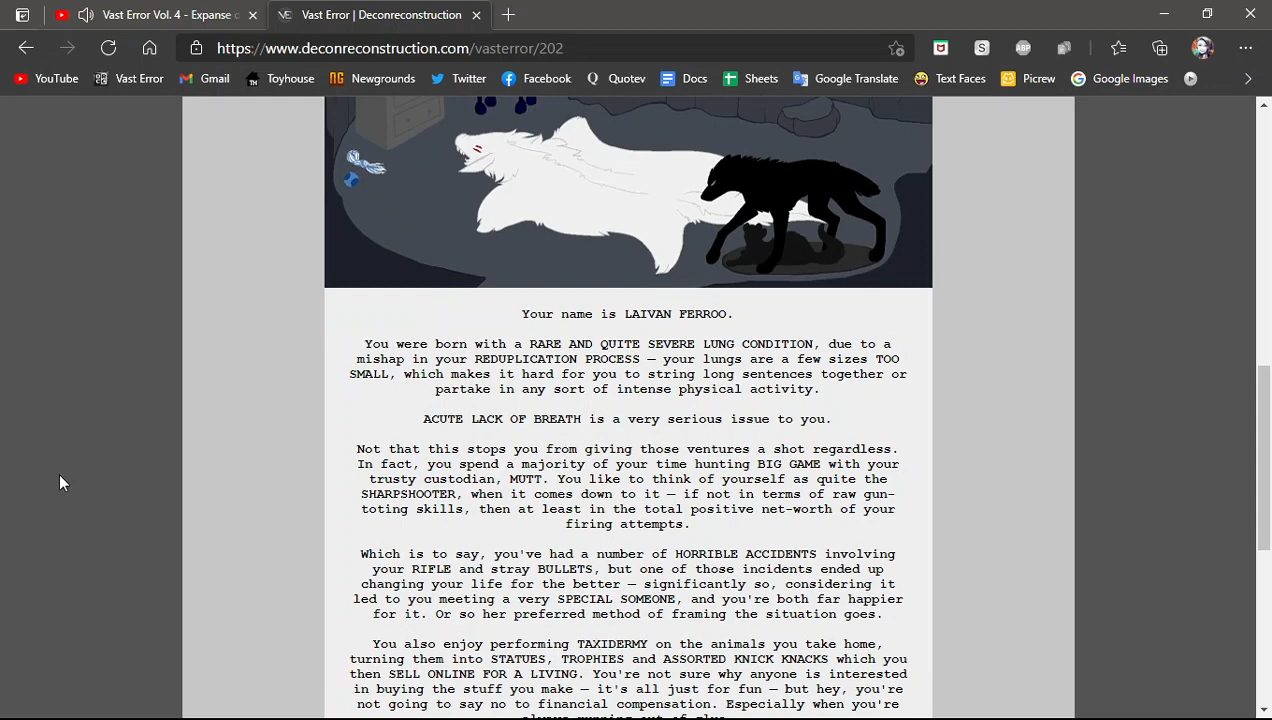 Vast Error Vol. 4 - Expanse o
Vast Error | Deconreconstruction
https://www.deconreconstruction.com/vasterror/202
YouTube Vast Error Gmail Toyhouse Newgrounds Twitter Facebook Quotev Docs Sheets Google Translate Text Faces Picrew Google Images
Your name is LAIVAN FERROO.
You were born with a RARE AND QUITE SEVERE LUNG CONDITION, due to a
mishap in your REDUPLICATION PROCESS — your lungs are a few sizes TOO
SMALL, which makes it hard for you to string long sentences together or
partake in any sort of intense physical activity.
ACUTE LACK OF BREATH is a very serious issue to you.
Not that this stops you from giving those ventures a shot regardless.
In fact, you spend a majority of your time hunting BIG GAME with your
trusty custodian, MUTT. You like to think of yourself as quite the
SHARPSHOOTER, when it comes down to it — if not in terms of raw gun-
toting skills, then at least in the total positive net-worth of your
firing attempts.
Which is to say, you've had a number of HORRIBLE ACCIDENTS involving
your RIFLE and stray BULLETS, but one of those incidents ended up
changing your life for the better — significantly so, considering it
led to you meeting a very SPECIAL SOMEONE, and you're both far happier
for it. Or so her preferred method of framing the situation goes.
You also enjoy performing TAXIDERMY on the animals you take home,
turning them into STATUES, TROPHIES and ASSORTED KNICK KNACKS which you
then SELL ONLINE FOR A LIVING. You're not sure why anyone is interested
in buying the stuff you make — it's all just for fun — but hey, you're
not going to say no to financial compensation. Especially when you're
always running out of glue.